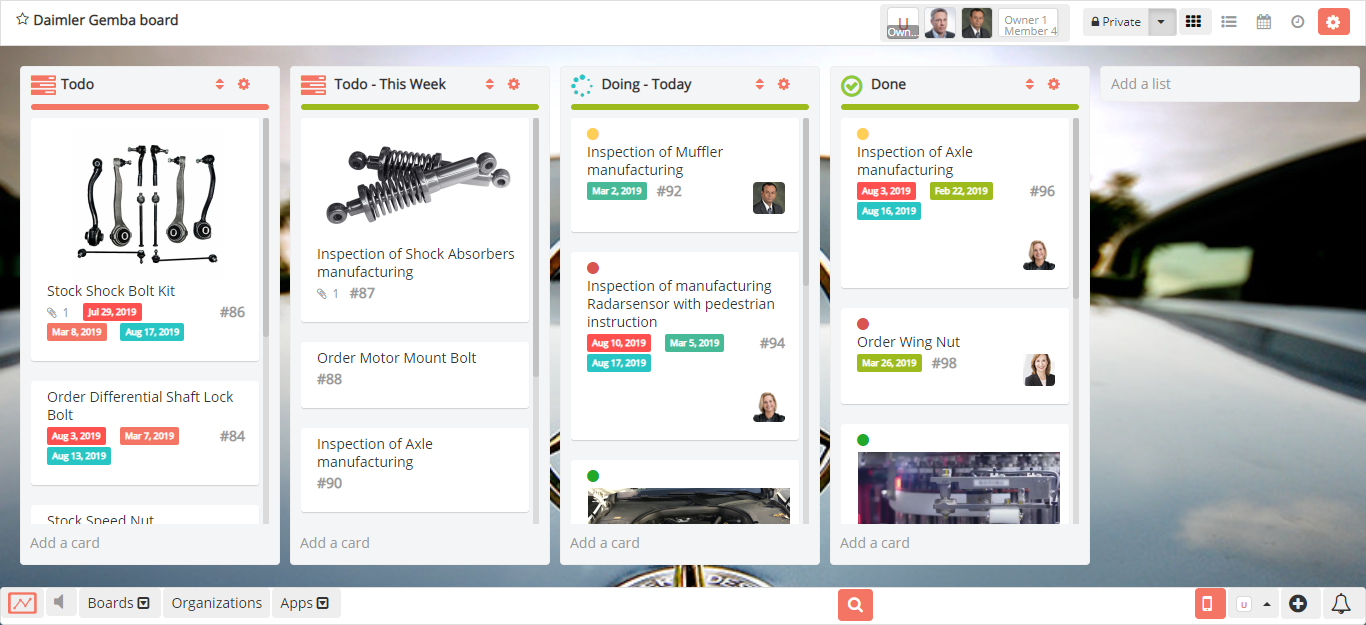 Daimler Gemba board
U
Own...
Owner 1
Member 4
Private
Todo
Stock Shock Bolt Kit
1
Jul 29, 2019
#86
Mar 8, 2019
Aug 17, 2019
Order Differential Shaft Lock
Bolt
Aug 3, 2019
Mar 7, 2019
#84
Aug 13, 2019
Stock Speed Nut
Add a card
Todo - This Week
Inspection of Shock Absorbers
manufacturing
1 #87
Order Motor Mount Bolt
#88
Inspection of Axle
manufacturing
#90
Add a card
Doing - Today
Inspection of Muffler
manufacturing
Mar 2, 2019 #92
Inspection of manufacturing
Radarsensor with pedestrian
instruction
Aug 10, 2019
Mar 5, 2019
#94
Aug 17, 2019
Add a card
Done
Inspection of Axle
manufacturing
Aug 3, 2019
Feb 22, 2019
#96
Aug 16, 2019
Order Wing Nut
Mar 26, 2019 #98
Add a card
Add a list
Boards
Organizations
Apps
U